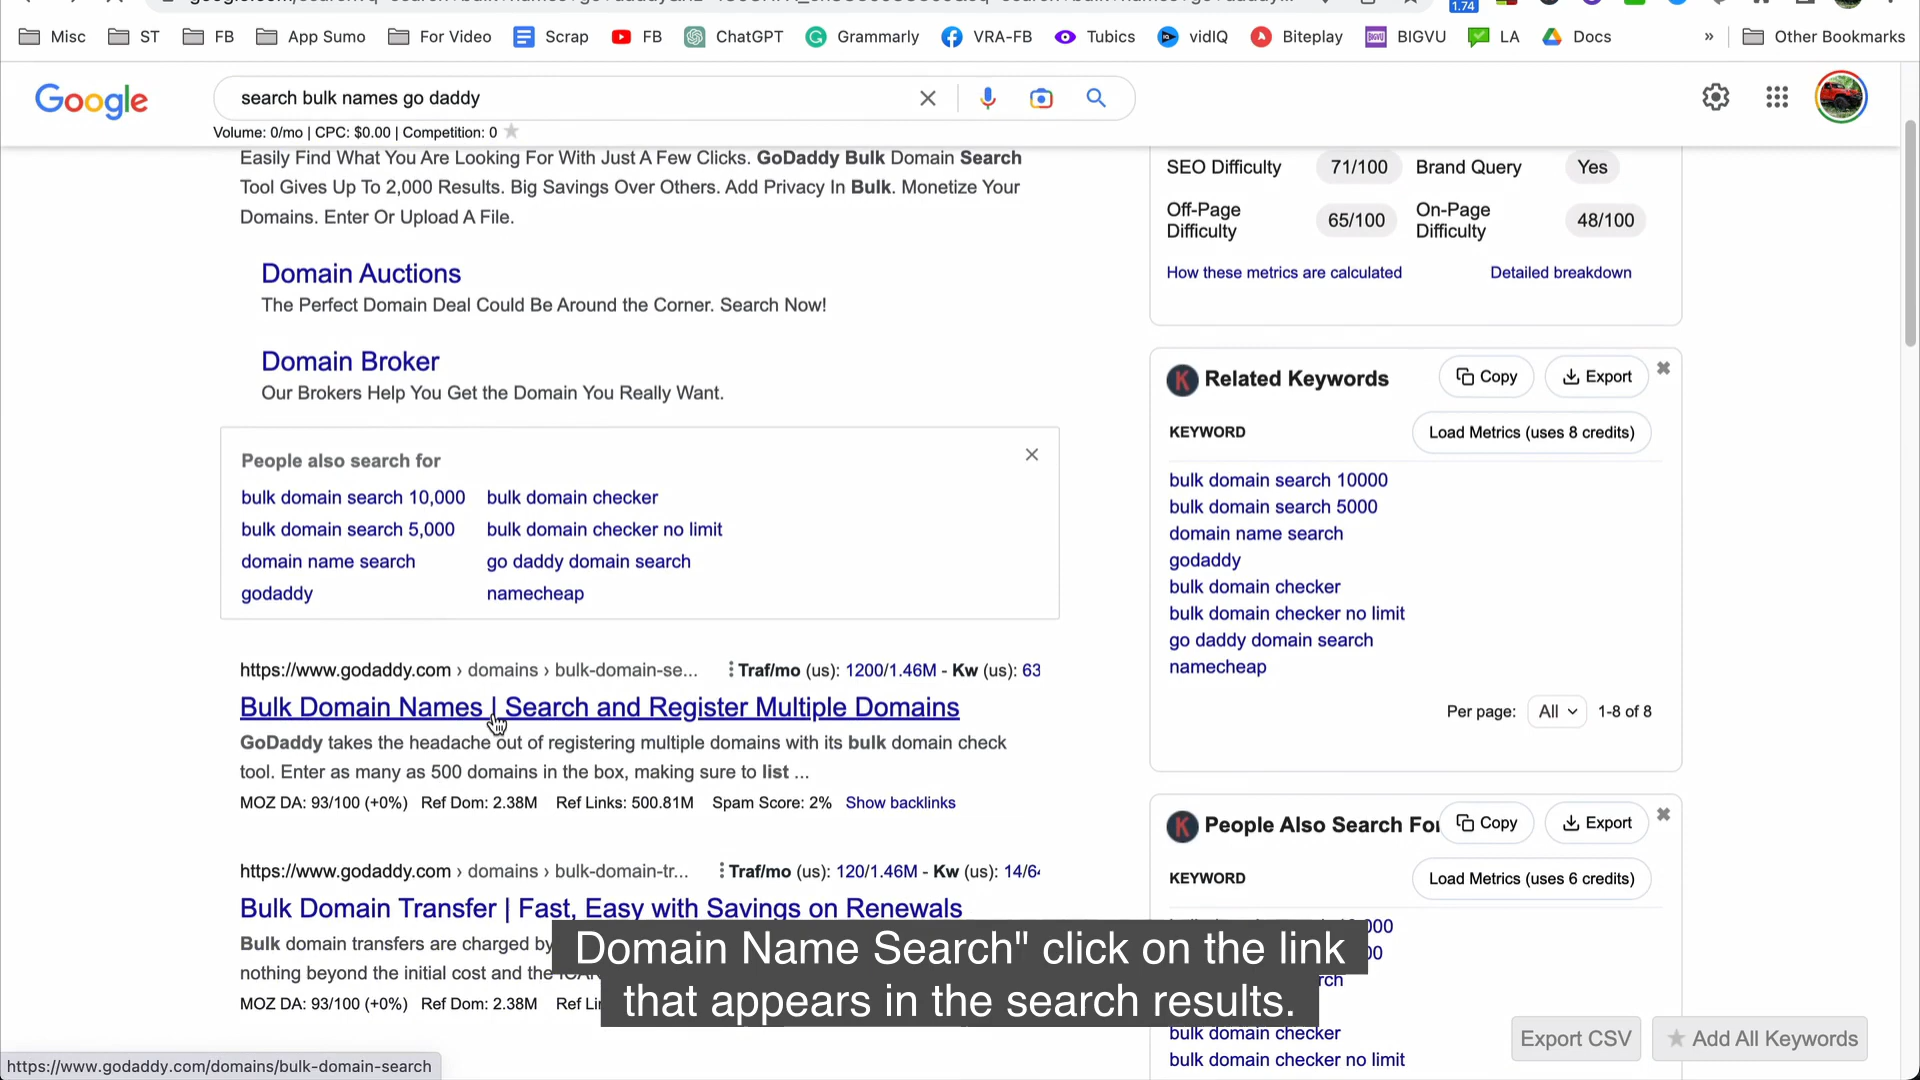 1.74
Misc
ST
FB
App Sumo
For Video
Scrap
FB
ChatGPT
Grammarly
VRA-FB
Tubics
vidIQ
Biteplay
BIGVU
LA
Docs
»
Other Bookmarks
Google
search bulk names go daddy
Volume: 0/mo | CPC: $0.00 | Competition: 0
Easily Find What You Are Looking For With Just A Few Clicks. GoDaddy Bulk Domain Search
Tool Gives Up To 2,000 Results. Big Savings Over Others. Add Privacy In Bulk. Monetize Your
Domains. Enter Or Upload A File.
Domain Auctions
The Perfect Domain Deal Could Be Around the Corner. Search Now!
Domain Broker
Our Brokers Help You Get the Domain You Really Want.
People also search for
bulk domain search 10,000
bulk domain checker
bulk domain search 5,000
bulk domain checker no limit
domain name search
go daddy domain search
godaddy
namecheap
https://www.godaddy.com › domains › bulk-domain-se...
Traf/mo (us): 1200/1.46M - Kw (us): 63
Bulk Domain Names | Search and Register Multiple Domains
GoDaddy takes the headache out of registering multiple domains with its bulk domain check
tool. Enter as many as 500 domains in the box, making sure to list ...
MOZ DA: 93/100 (+0%) Ref Dom: 2.38M Ref Links: 500.81M Spam Score: 2% Show backlinks
https://www.godaddy.com › domains › bulk-domain-tr...
Traf/mo (us): 120/1.46M - Kw (us): 14/6
Bulk Domain Transfer | Fast, Easy with Savings on Renewals
Bulk domain transfers are charged by
nothing beyond the initial cost and the
MOZ DA: 93/100 (+0%) Ref Dom: 2.38M
SEO Difficulty
71/100
Brand Query
Yes
Off-Page
Difficulty
65/100
On-Page
Difficulty
48/100
How these metrics are calculated
Detailed breakdown
Related Keywords
Copy
Export
KEYWORD
Load Metrics (uses 8 credits)
bulk domain search 10000
bulk domain search 5000
domain name search
godaddy
bulk domain checker
bulk domain checker no limit
go daddy domain search
namecheap
Per page:
All
1-8 of 8
People Also Search For
Copy
Export
KEYWORD
Load Metrics (uses 6 credits)
bulk domain checker
bulk domain checker no limit
Export CSV
Add All Keywords
Domain Name Search" click on the link
that appears in the search results.
https://www.godaddy.com/domains/bulk-domain-search